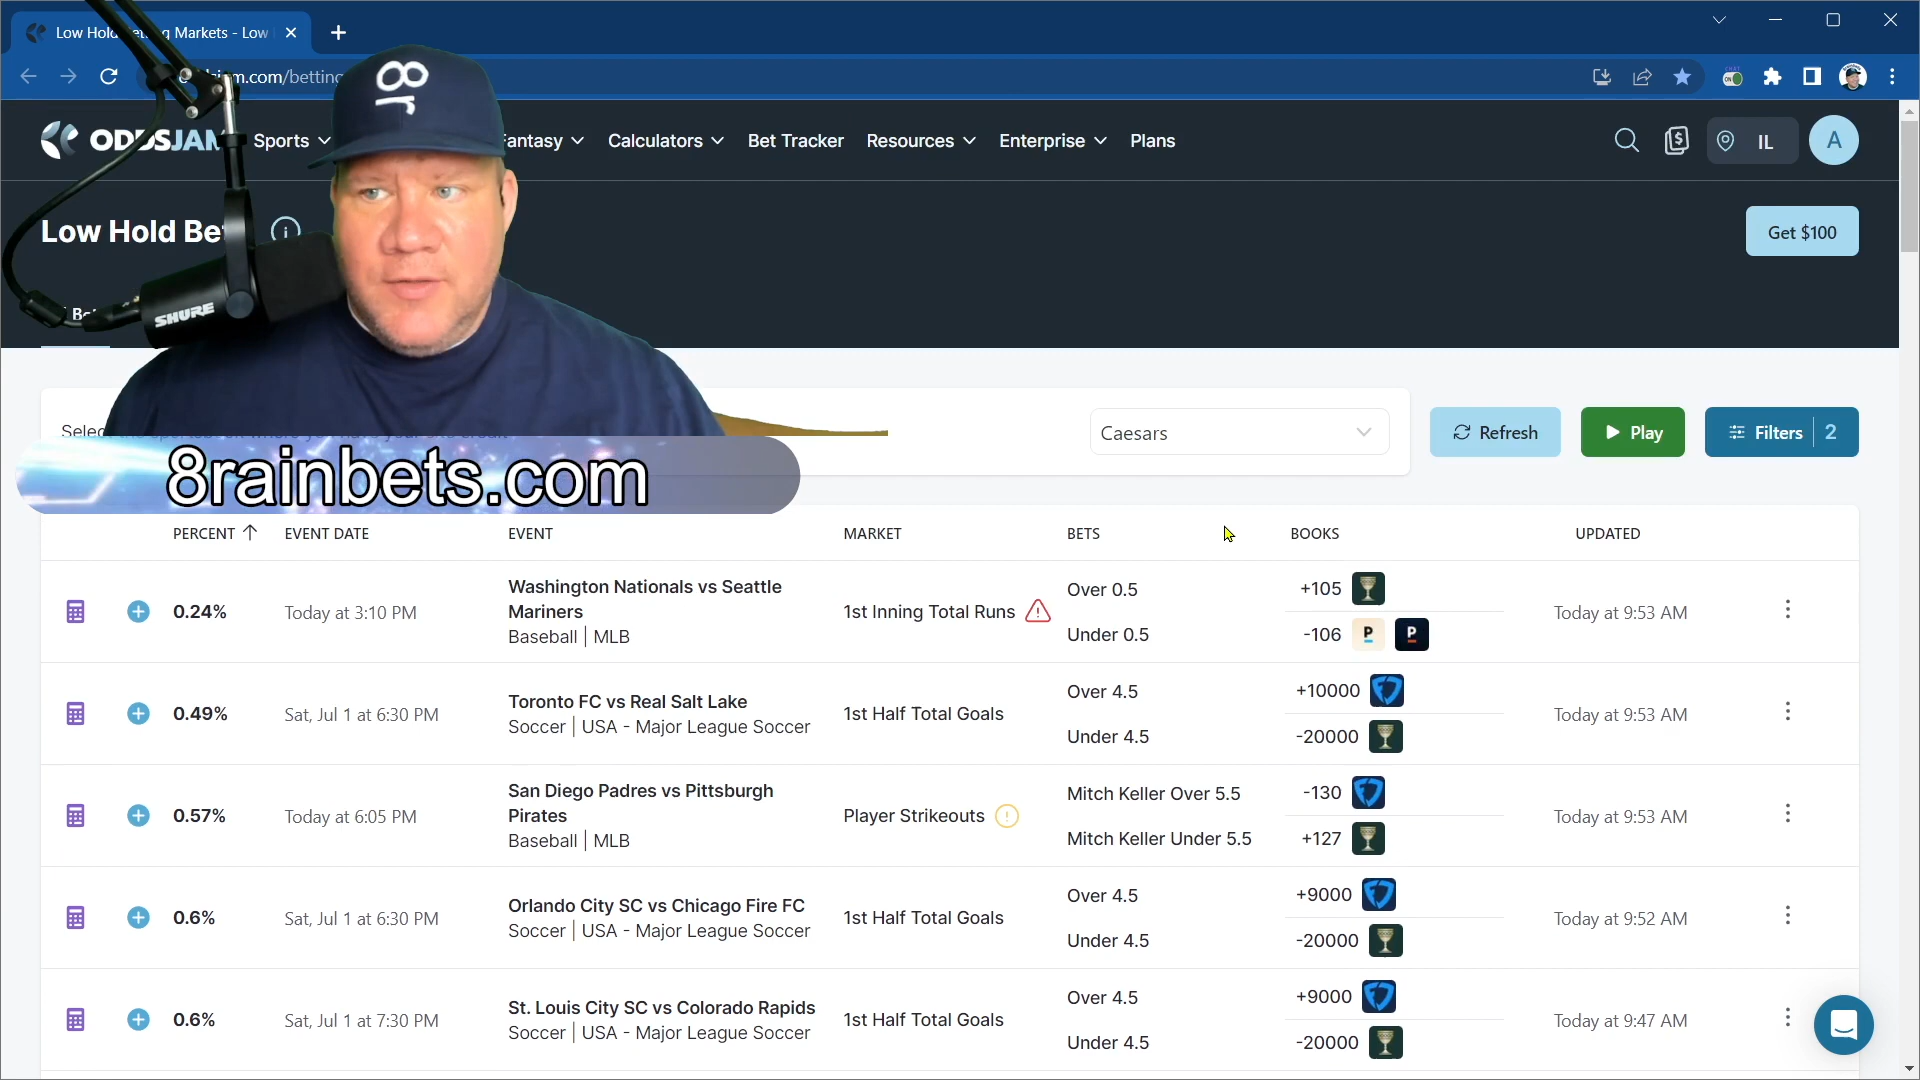 Low Hold Betting Markets - Low
m.com/betting
8r
ODDSJAM
Sports
Fantasy
Calculators
Bet Tracker
Resources
Enterprise
Plans
IL
A
Low Hold Bet
Get $100
SHURE
Select
Caesars
Refresh
Play
Filters 2
8rainbets.com
PERCENT EVENT DATE EVENT MARKET BETS BOOKS UPDATED
Washington Nationals vs Seattle
Mariners
Baseball | MLB
0.24%
Today at 3:10 PM
1st Inning Total Runs
Over 0.5
+105
Under 0.5
-106 P P
Today at 9:53 AM
Toronto FC vs Real Salt Lake
Soccer | USA - Major League Soccer
0.49%
Sat, Jul 1 at 6:30 PM
1st Half Total Goals
Over 4.5
+10000
Under 4.5
-20000
Today at 9:53 AM
San Diego Padres vs Pittsburgh
Pirates
Baseball | MLB
0.57%
Today at 6:05 PM
Player Strikeouts
Mitch Keller Over 5.5
-130
Mitch Keller Under 5.5
+127
Today at 9:53 AM
Orlando City SC vs Chicago Fire FC
Soccer | USA - Major League Soccer
0.6%
Sat, Jul 1 at 6:30 PM
1st Half Total Goals
Over 4.5
+9000
Under 4.5
-20000
Today at 9:52 AM
St. Louis City SC vs Colorado Rapids
Soccer | USA - Major League Soccer
0.6%
Sat, Jul 1 at 7:30 PM
1st Half Total Goals
Over 4.5
+9000
Under 4.5
-20000
Today at 9:47 AM